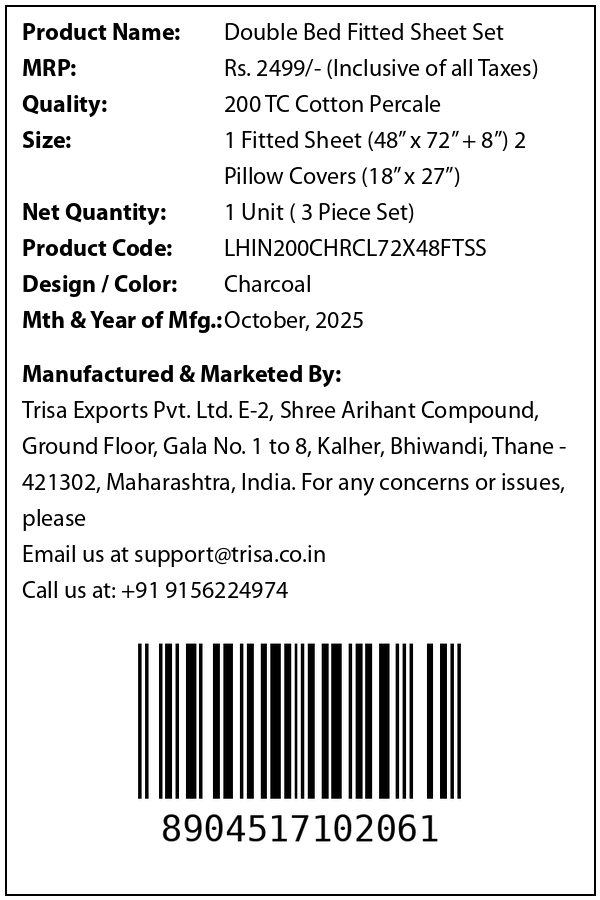 Product Name: Double Bed Fitted Sheet Set
MRP: Rs. 2499/- (Inclusive of all Taxes)
Quality: 200 TC Cotton Percale
Size: 1 Fitted Sheet (48” x 72” + 8”) 2
Pillow Covers (18” x 27”)
Net Quantity: 1 Unit ( 3 Piece Set)
Product Code: LHIN200CHRCL72X48FTSS
Design / Color: Charcoal
Mth & Year of Mfg.: October, 2025
Manufactured & Marketed By:
Trisa Exports Pvt. Ltd. E-2, Shree Arihant Compound,
Ground Floor, Gala No. 1 to 8, Kalher, Bhiwandi, Thane -
421302, Maharashtra, India. For any concerns or issues,
please
Email us at support@trisa.co.in
Call us at: +91 9156224974
8904517102061